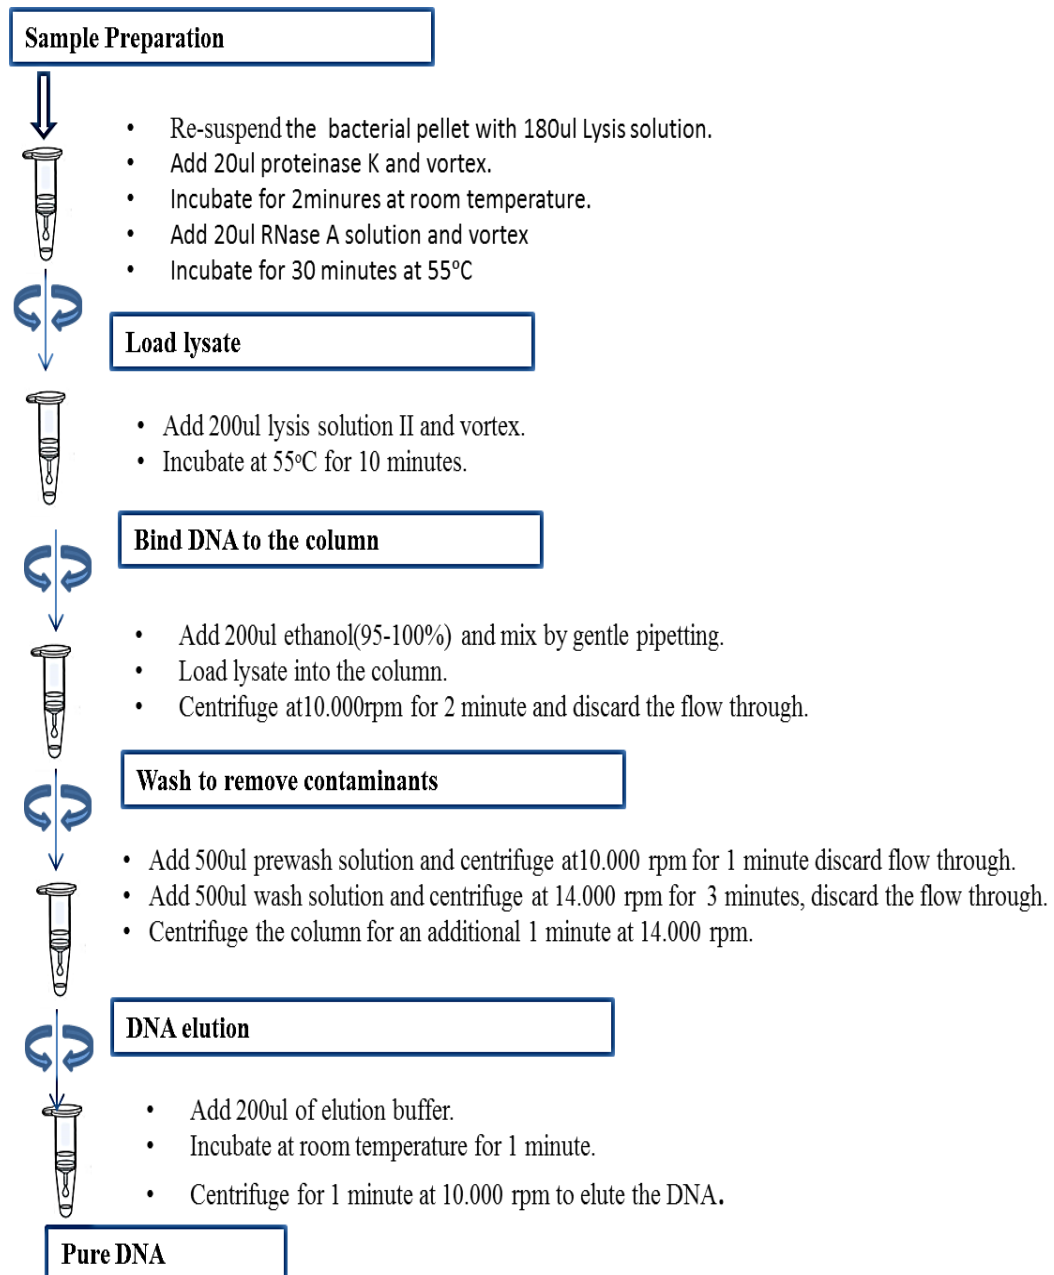 Sample Preparation
• Re-suspend the bacterial pellet with 180ul Lysis solution.
• Add 20ul proteinase K and vortex.
• Incubate for 2minures at room temperature.
• Add 20ul RNase A solution and vortex
• Incubate for 30 minutes at 55°C
Load lysate
• Add 200ul lysis solution II and vortex.
• Incubate at 55°C for 10 minutes.
Bind DNA to the column
• Add 200ul ethanol(95-100%) and mix by gentle pipetting.
• Load lysate into the column.
• Centrifuge at10.000rpm for 2 minute and discard the flow through.
Wash to remove contaminants
• Add 500ul prewash solution and centrifuge at10.000 rpm for 1 minute discard flow through.
• Add 500ul wash solution and centrifuge at 14.000 rpm for 3 minutes, discard the flow through.
• Centrifuge the column for an additional 1 minute at 14.000 rpm.
DNA elution
• Add 200ul of elution buffer.
• Incubate at room temperature for 1 minute.
• Centrifuge for 1 minute at 10.000 rpm to elute the DNA.
Pure DNA